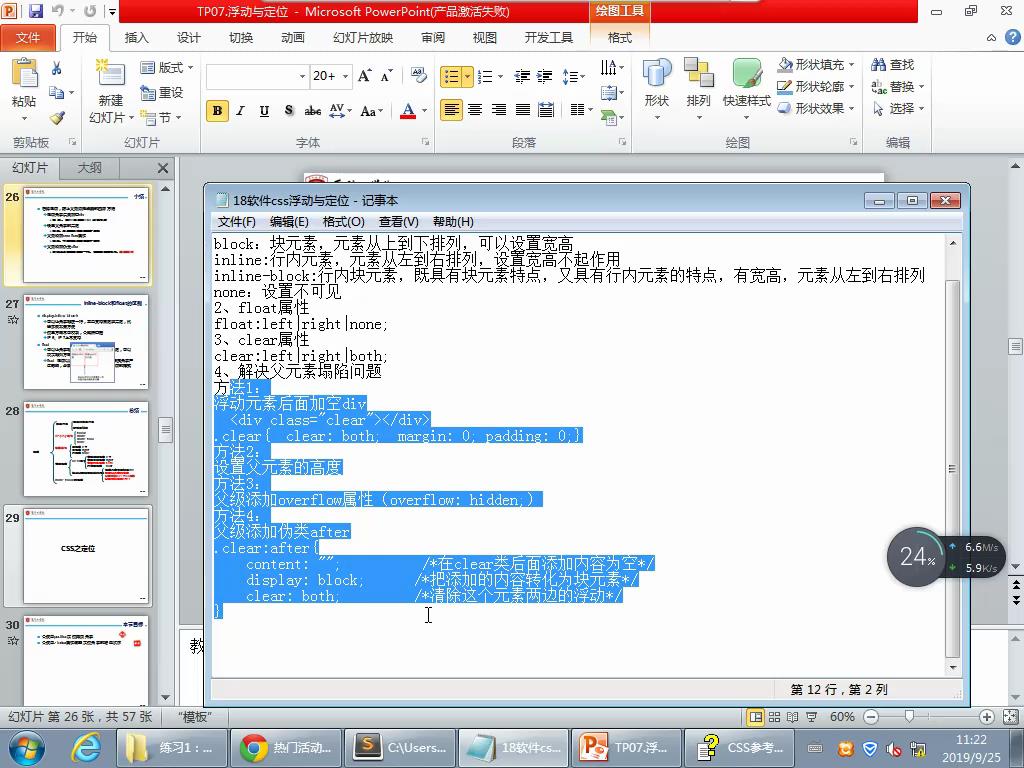 TP07.浮动与定位 - Microsoft PowerPoint(产品激活失败)
绘图工具
文件 开始 插入 设计 切换 动画 幻灯片放映 审阅 视图 开发工具 格式
粘贴
新建
幻灯片
版式
重设
节
20+
B I U S abc AV Aa A
形状 排列 快速样式
形状填充
形状轮廓
形状效果
查找
替换
选择
剪贴板 幻灯片 字体 段落 绘图 编辑
幻灯片 大纲
26
27
inline-block和float的区别
28
29
CSS之定位
30
18软件css浮动与定位 - 记事本
文件(F) 编辑(E) 格式(O) 查看(V) 帮助(H)
block：块元素，元素从上到下排列，可以设置宽高
inline:行内元素，元素从左到右排列，设置宽高不起作用
inline-block:行内块元素，既具有块元素特点，又具有行内元素的特点，有宽高，元素从左到右排列
none：设置不可见
2、float属性
float:left|right|none;
3、clear属性
clear:left|right|both;
4、解决父元素塌陷问题
方法1：
浮动元素后面加空div
<div class="clear"></div>
.clear{ clear: both; margin: 0; padding: 0;}
方法2：
设置父元素的高度
方法3：
父级添加overflow属性（overflow: hidden;）
方法4：
父级添加伪类after
.clear:after{
content: ""; /*在clear类后面添加内容为空*/
display: block; /*把添加的内容转化为块元素*/
clear: both; /*清除这个元素两边的浮动*/
}
第 12 行，第 2 列
24%
6.6M/s
5.9K/s
教
幻灯片 第 26 张，共 57 张 "模板" 60%
练习1：... 热门活动... C:\Users... 18软件cs... TP07.浮... CSS参考...
11:22
2019/9/25